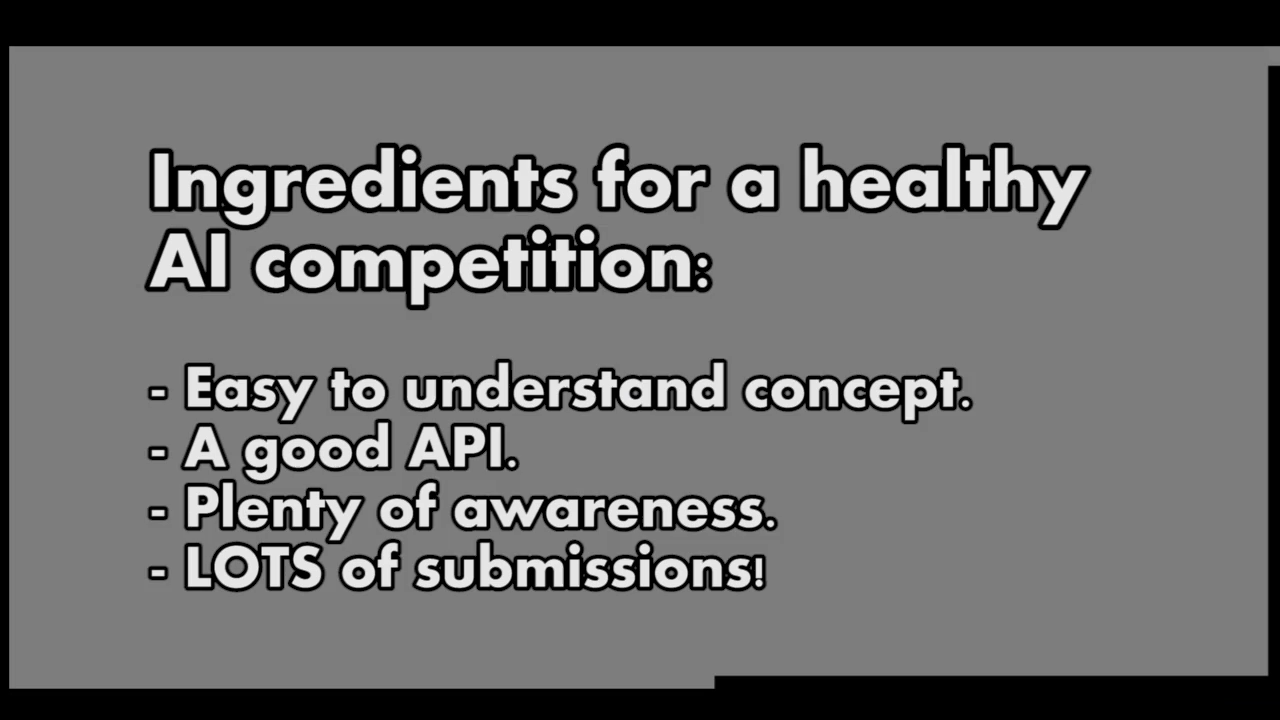 Ingredients for a healthy
AI competition:
- Easy to understand concept.
- A good API.
- Plenty of awareness.
- LOTS of submissions!